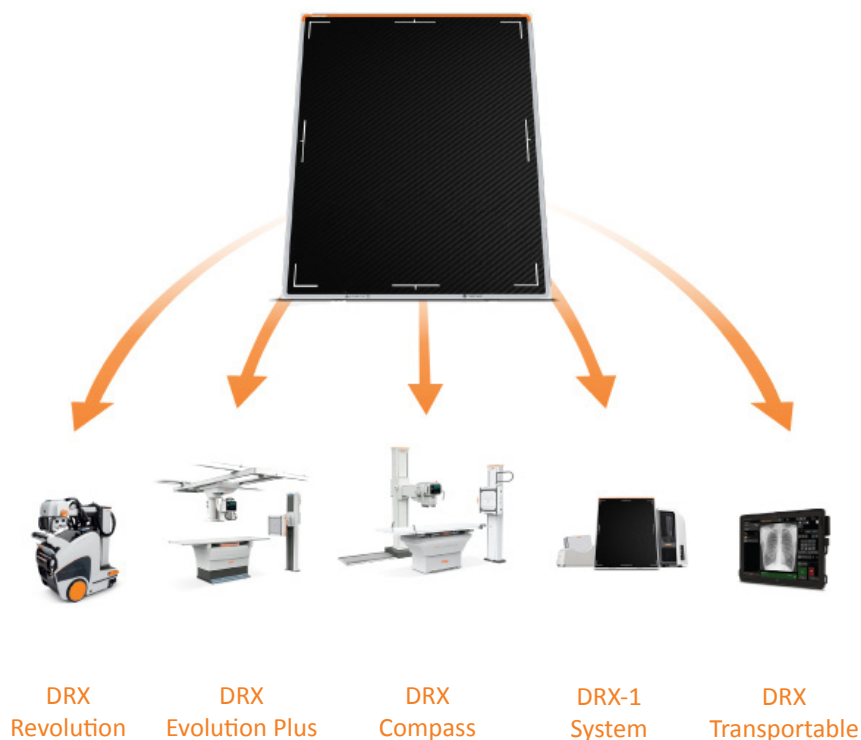 DRX
Revolution
DRX
Evolution Plus
DRX
Compass
DRX-1
System
DRX
Transportable